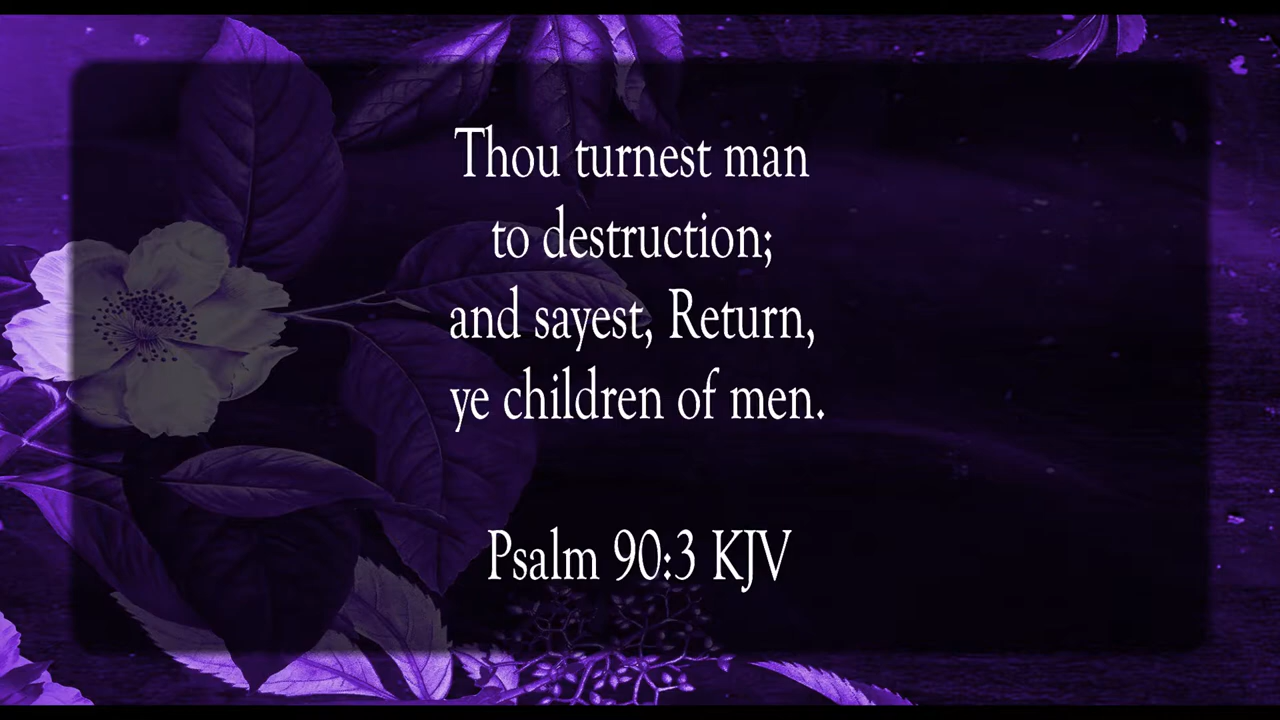 Thou turnest man
to destruction;
and sayest, Return,
ye children of men.
Psalm 90:3 KJV